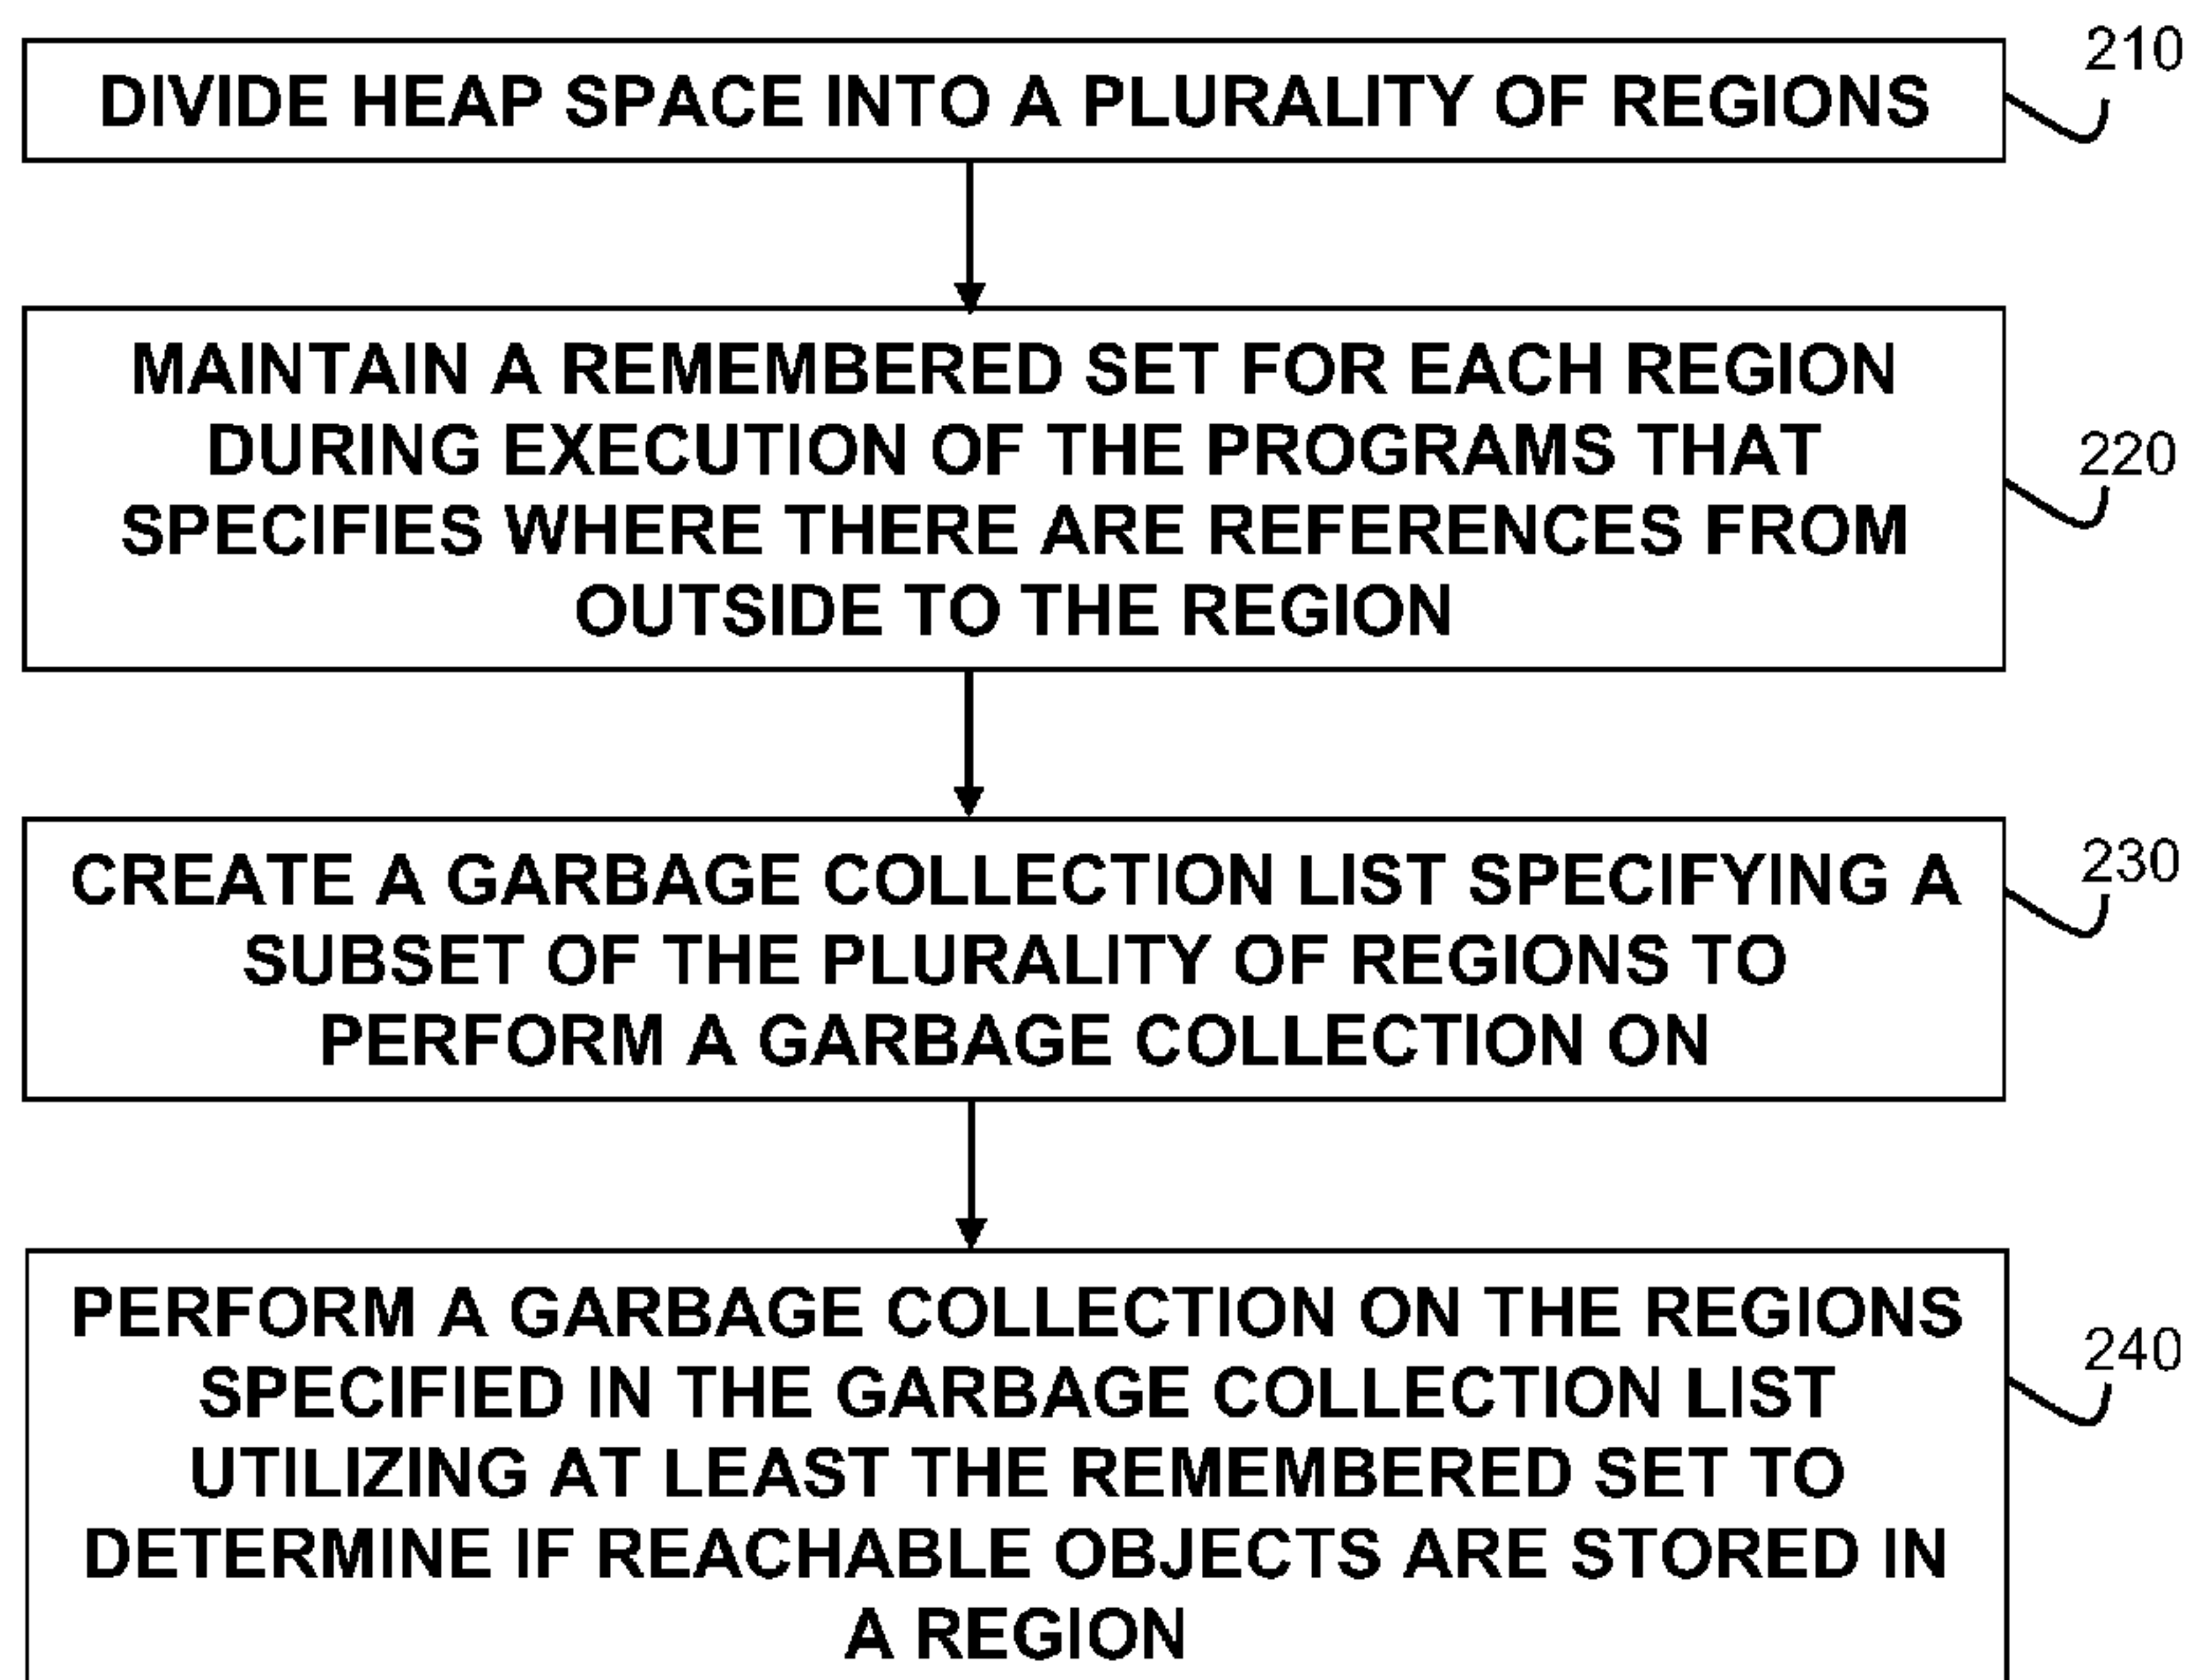 210
DIVIDE HEAP SPACE INTO A PLURALITY OF REGIONS
MAINTAIN A REMEMBERED SET FOR EACH REGION
DURING EXECUTION OF THE PROGRAMS THAT
220
SPECIFIES WHERE THERE ARE REFERENCES FROM
OUTSIDE TO THE REGION
230
CREATE A GARBAGE COLLECTION LIST SPECIFYING A
SUBSET OF THE PLURALITY OF REGIONS TO
PERFORM A GARBAGE COLLECTION ON
PERFORM A GARBAGE COLLECTION ON THE REGIONS
240
SPECIFIED IN THE GARBAGE COLLECTION LIST
UTILIZING AT LEAST THE REMEMBERED SET TO
DETERMINE IF REACHABLE OBJECTS ARE STORED IN
A REGION